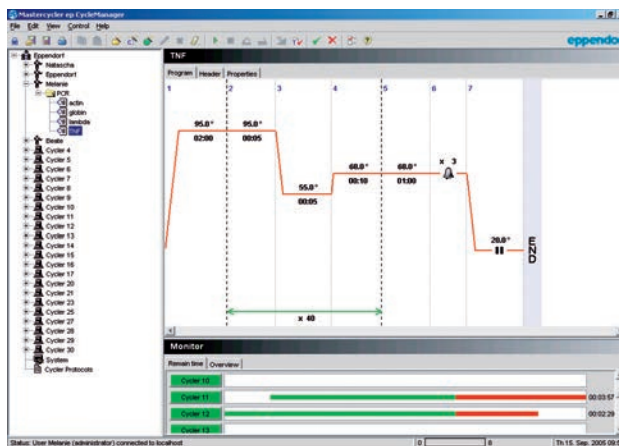 Mastercycler ep CycleManager
File Edit View Control Help
eppendor
Eppendorf
Natascha
Eppendorf
Melanie
PCR
actin
globin
lambda
TNF
Beate
Cycler 4
Cycler 5
Cycler 6
Cycler 7
Cycler 8
Cycler 9
Cycler 10
Cycler 11
Cycler 12
Cycler 13
Cycler 14
Cycler 15
Cycler 16
Cycler 17
Cycler 20
Cycler 21
Cycler 23
Cycler 25
Cycler 27
Cycler 28
Cycler 29
Cycler 30
System
Cycler Protocols
TNF
Program Header Properties
1 2 3 4 5 6 7
95.0° 95.0°
02:00 00:05
55.0°
00:05
68.0° 68.0°
00:10 01:00
x 3
20.0°
END
x 40
Monitor
Remain time Overview
Cycler 10
Cycler 11 00:03:57
Cycler 12 00:02:29
Cycler 13
Status: User Melanie (administrator) connected to localhost
0 8 Th 15. Sep. 2005 09: